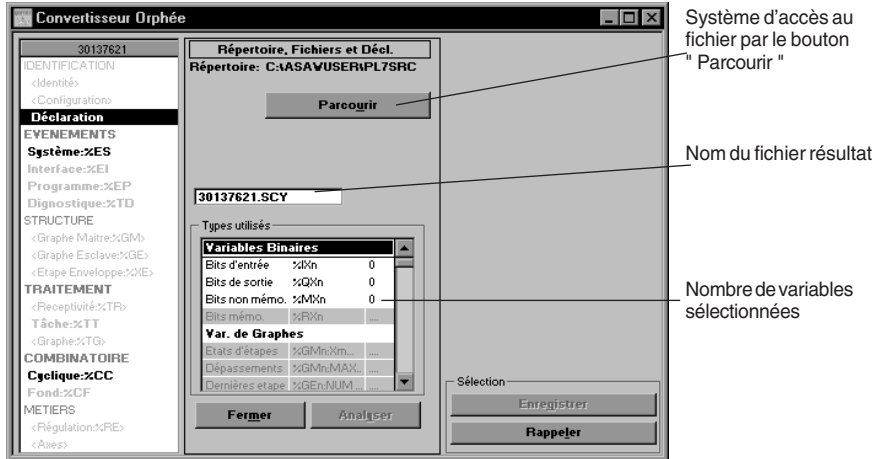 Convertisseur Orphée
30137621
IDENTIFICATION
<Identité>
<Configuration>
Déclaration
EVENEMENTS
Système:%ES
Interface:%EI
Programme:%EP
Dignostique:%TD
STRUCTURE
<Graphe Maitre:%GM>
<Graphe Esclave:%GE>
<Etape Enveloppe:%XE>
TRAITEMENT
<Receptivité:%TR>
Tâche:%TT
<Graphe:%TG>
COMBINATOIRE
Cyclique:%CC
Fond:%CF
METIERS
<Régulation:%RE>
<Axes>
Répertoire, Fichiers et Décl.
Répertoire: C:\ASA\USER\PL7SRC
Parcourir
30137621.SCY
Types utilisés
Variables Binaires
Bits d'entrée %IXn 0
Bits de sortie %QXn 0
Bits non mémo. %MXn 0
Bits mémo. %RXn ....
Var. de Graphes
Etats d'étapes %GMn:Xm... ....
Dépassements %GMn:MAX.. ....
Dernières etape %GEn:NUM ... ....
Fermer
Analyser
Sélection
Enregistrer
Rappeler
Système d'accès au
fichier par le bouton
" Parcourir "
Nom du fichier résultat
Nombre de variables
sélectionnées